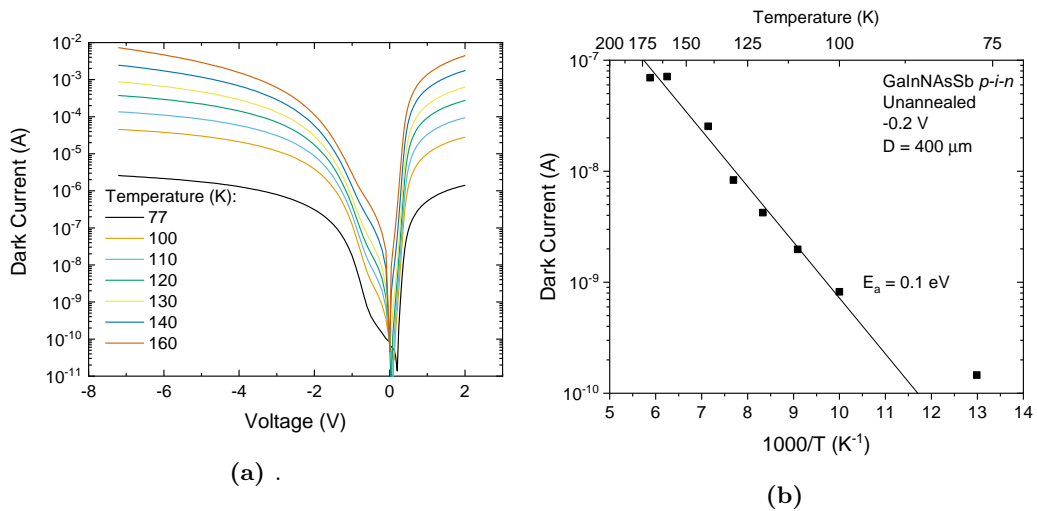 10⁻²
10⁻³
10⁻⁴
10⁻⁵
10⁻⁶
10⁻⁷
10⁻⁸
10⁻⁹
10⁻¹⁰
10⁻¹¹
Dark Current (A)
Temperature (K):
77
100
110
120
130
140
160
-8 -6 -4 -2 0 2
Voltage (V)
(a) .
Temperature (K)
200 175 150 125 100 75
10⁻⁷
10⁻⁸
10⁻⁹
10⁻¹⁰
Dark Current (A)
GaInNAsSb p-i-n
Unannealed
-0.2 V
D = 400 μm
Eₐ = 0.1 eV
5 6 7 8 9 10 11 12 13 14
1000/T (K⁻¹)
(b)